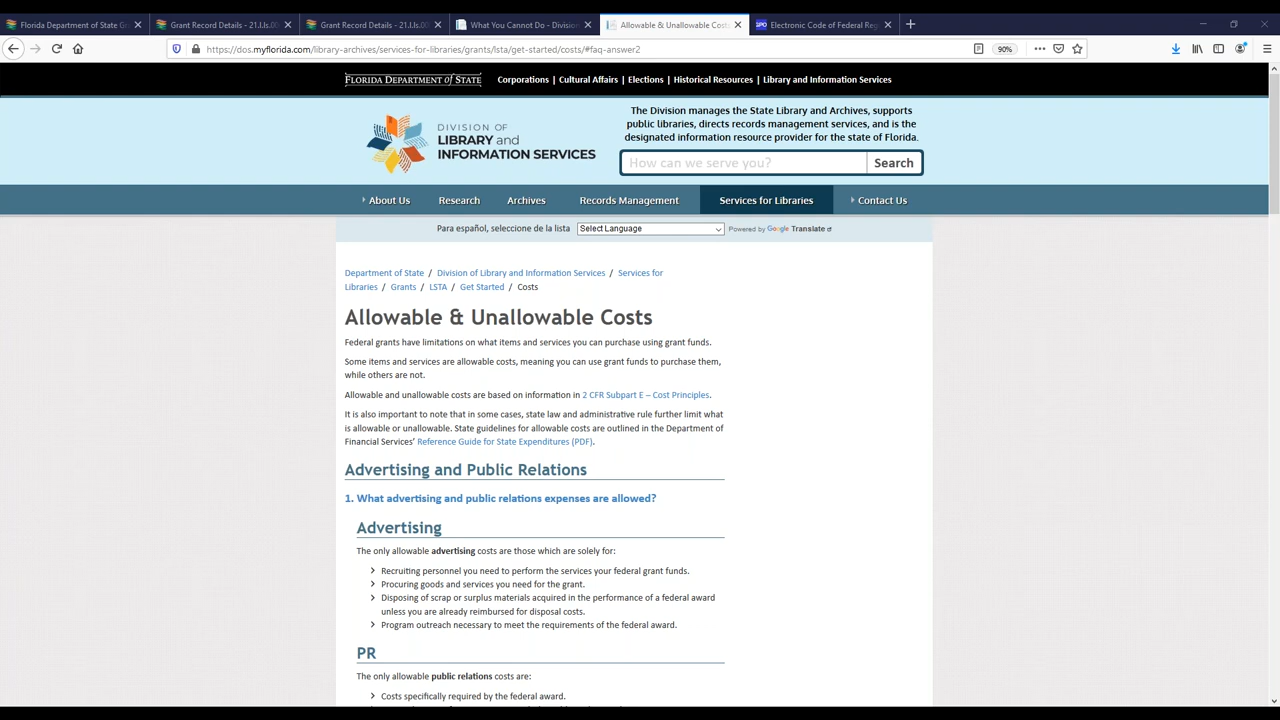 Florida Department of State Gr
Grant Record Details - 21.l.ls.00
Grant Record Details - 21.l.ls.00
What You Cannot Do - Division
Allowable & Unallowable Costs
Electronic Code of Federal Reg
https://dos.myflorida.com/library-archives/services-for-libraries/grants/lsta/get-started/costs/#faq-answer2
90%
FLORIDA DEPARTMENT OF STATE
Corporations | Cultural Affairs | Elections | Historical Resources | Library and Information Services
DIVISION OF
LIBRARY and
INFORMATION SERVICES
The Division manages the State Library and Archives, supports
public libraries, directs records management services, and is the
designated information resource provider for the state of Florida.
How can we serve you?
Search
About Us
Research
Archives
Records Management
Services for Libraries
Contact Us
Para español, seleccione de la lista
Select Language
Powered by Google Translate
Department of State / Division of Library and Information Services / Services for
Libraries / Grants / LSTA / Get Started / Costs
Allowable & Unallowable Costs
Federal grants have limitations on what items and services you can purchase using grant funds.
Some items and services are allowable costs, meaning you can use grant funds to purchase them,
while others are not.
Allowable and unallowable costs are based on information in 2 CFR Subpart E – Cost Principles.
It is also important to note that in some cases, state law and administrative rule further limit what
is allowable or unallowable. State guidelines for allowable costs are outlined in the Department of
Financial Services’ Reference Guide for State Expenditures (PDF).
Advertising and Public Relations
1. What advertising and public relations expenses are allowed?
Advertising
The only allowable advertising costs are those which are solely for:
Recruiting personnel you need to perform the services your federal grant funds.
Procuring goods and services you need for the grant.
Disposing of scrap or surplus materials acquired in the performance of a federal award
unless you are already reimbursed for disposal costs.
Program outreach necessary to meet the requirements of the federal award.
PR
The only allowable public relations costs are:
Costs specifically required by the federal award.